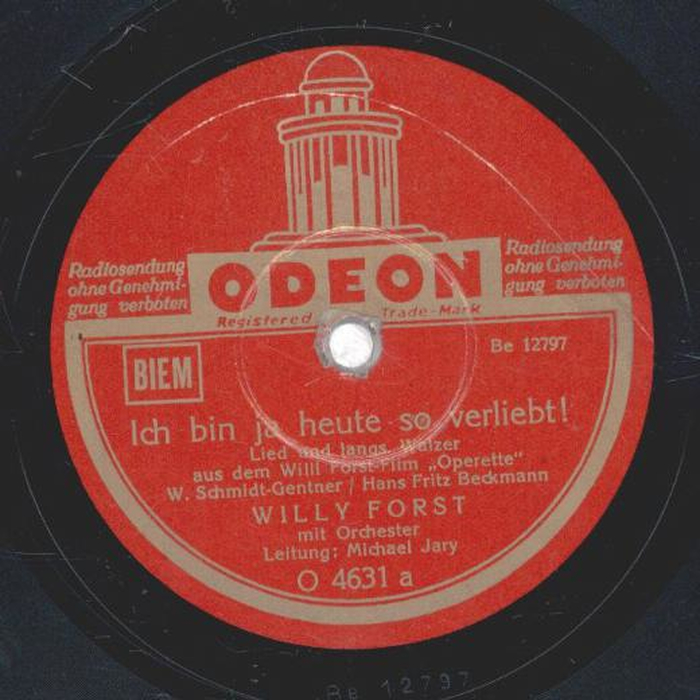 Radiosendung
ohne Genehmi-
gung verboten
ODEON
Radiosendung
ohne Genehmi-
gung verboten
Registered Trade-Mark
BIEM
Be 12797
Ich bin ja heute so verliebt!
Lied und langs. Walzer
aus dem Willi Forst-Film „Operette“
W. Schmidt-Gentner / Hans Fritz Beckmann
WILLY FORST
mit Orchester
Leitung: Michael Jary
O 4631 a
Be 12797